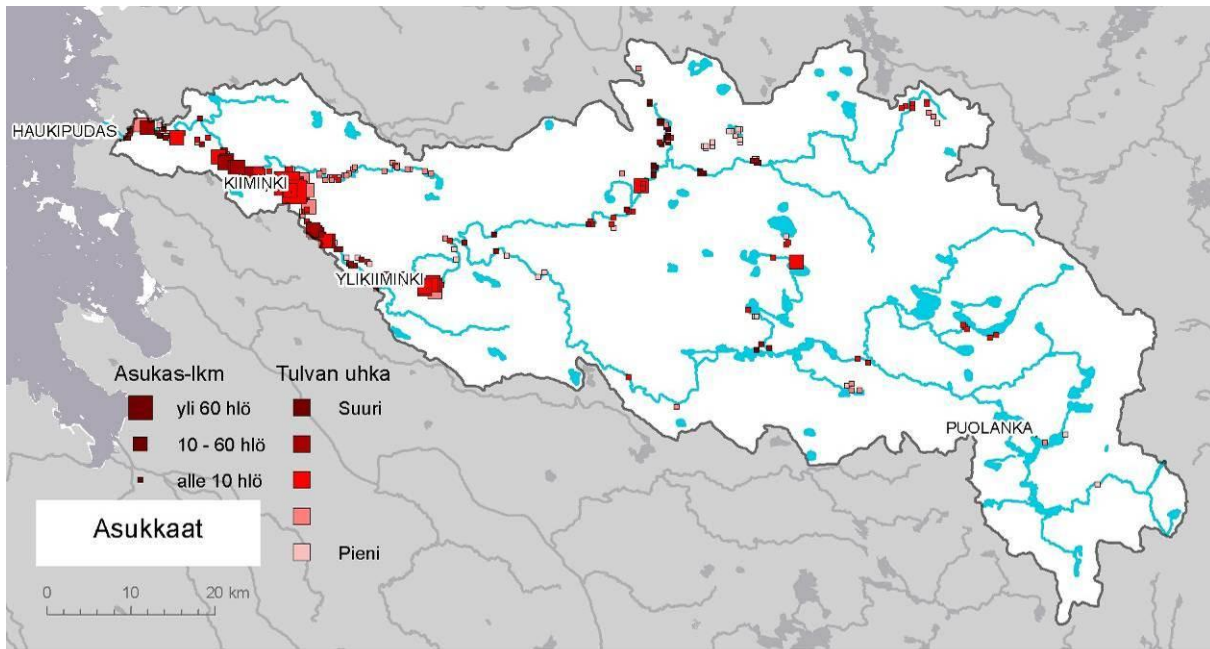 HAUKIPUDAS
KIIMINKI
YLIKIIMINKI
PUOLANKA
Asukas-lkm
yli 60 hlö
10 - 60 hlö
alle 10 hlö
Tulvan uhka
Suuri
Pieni
Asukkaat
0 10 20 km